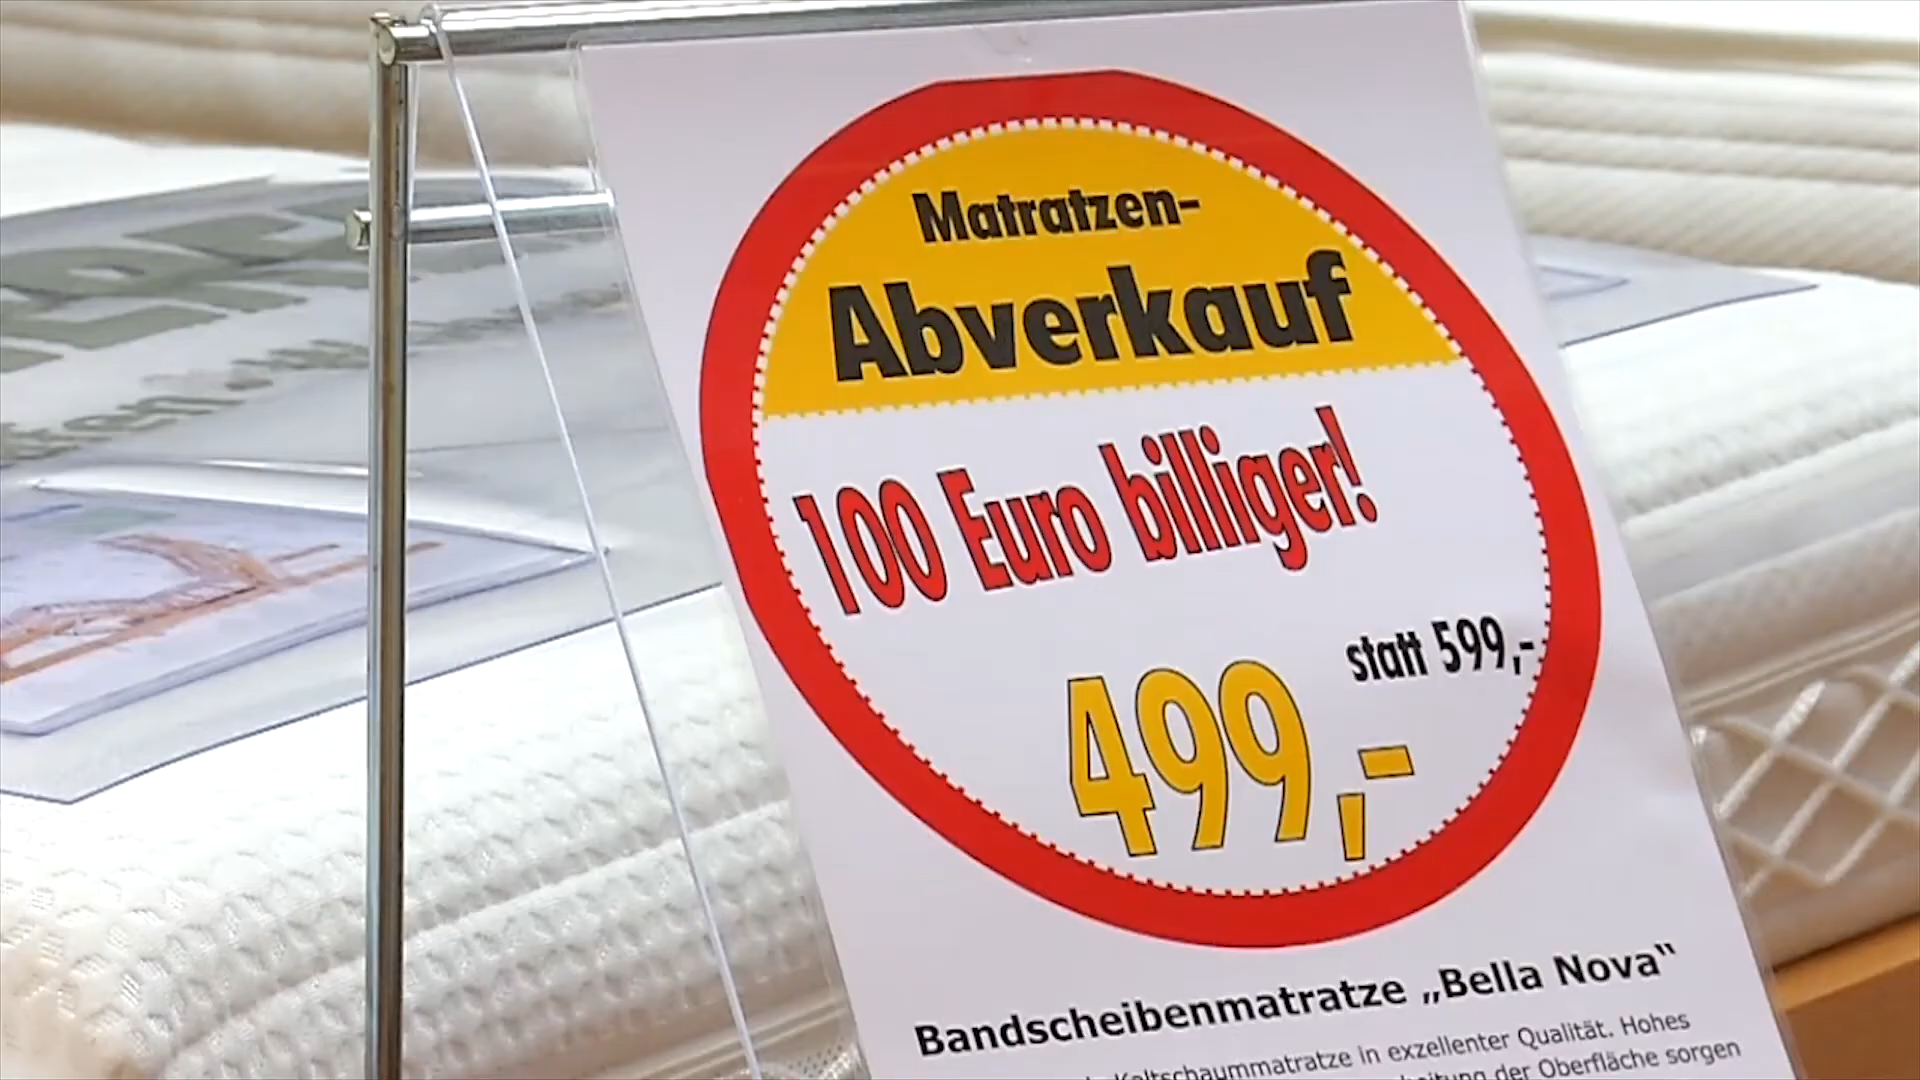 Matratzen-
Abverkauf
100 Euro billiger!
statt 599,-
499,-
Bandscheibenmatratze „Bella Nova“
Kaltschaummatratze in exzellenter Qualität. Hohes
der Oberfläche sorgen